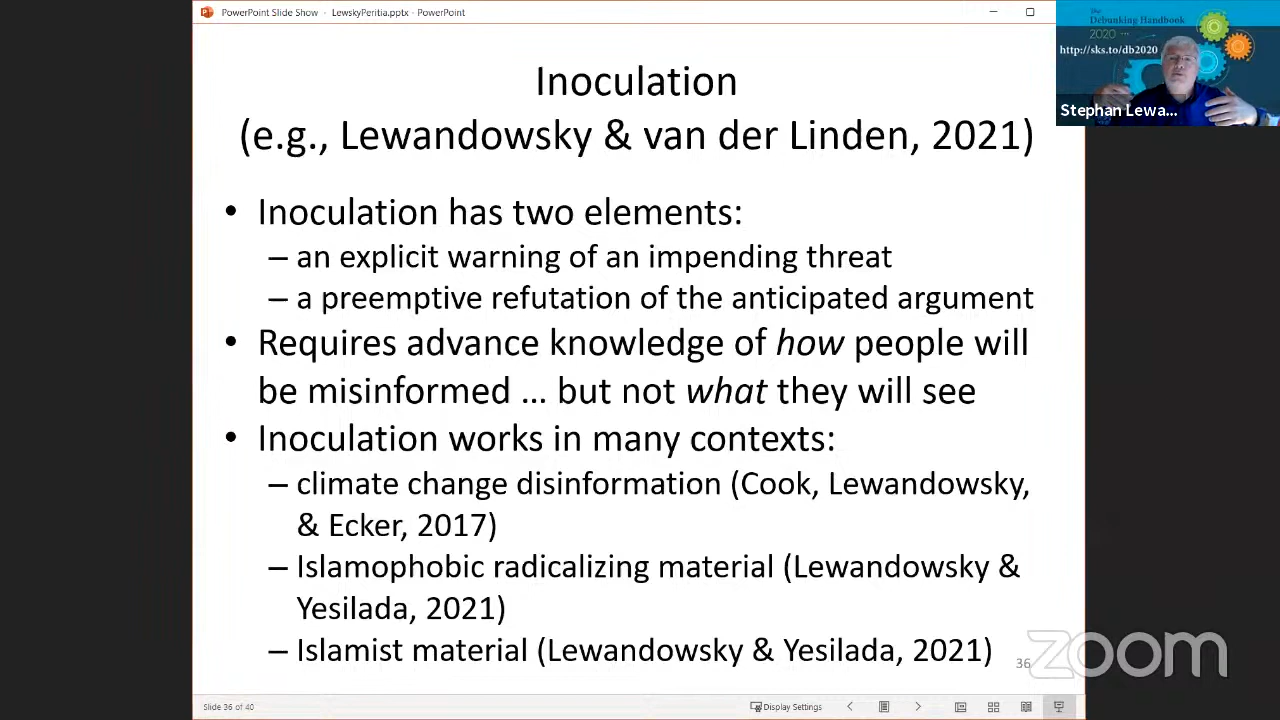 PowerPoint Slide Show - LewskyPeritia.pptx - PowerPoint
The
Debunking Handbook
2020
http://sks.to/db2020
Stephan Lewa...
Inoculation
(e.g., Lewandowsky & van der Linden, 2021)
• Inoculation has two elements:
– an explicit warning of an impending threat
– a preemptive refutation of the anticipated argument
• Requires advance knowledge of how people will
be misinformed … but not what they will see
• Inoculation works in many contexts:
– climate change disinformation (Cook, Lewandowsky,
& Ecker, 2017)
– Islamophobic radicalizing material (Lewandowsky &
Yesilada, 2021)
– Islamist material (Lewandowsky & Yesilada, 2021)
36
zoom
Slide 36 of 40
Display Settings